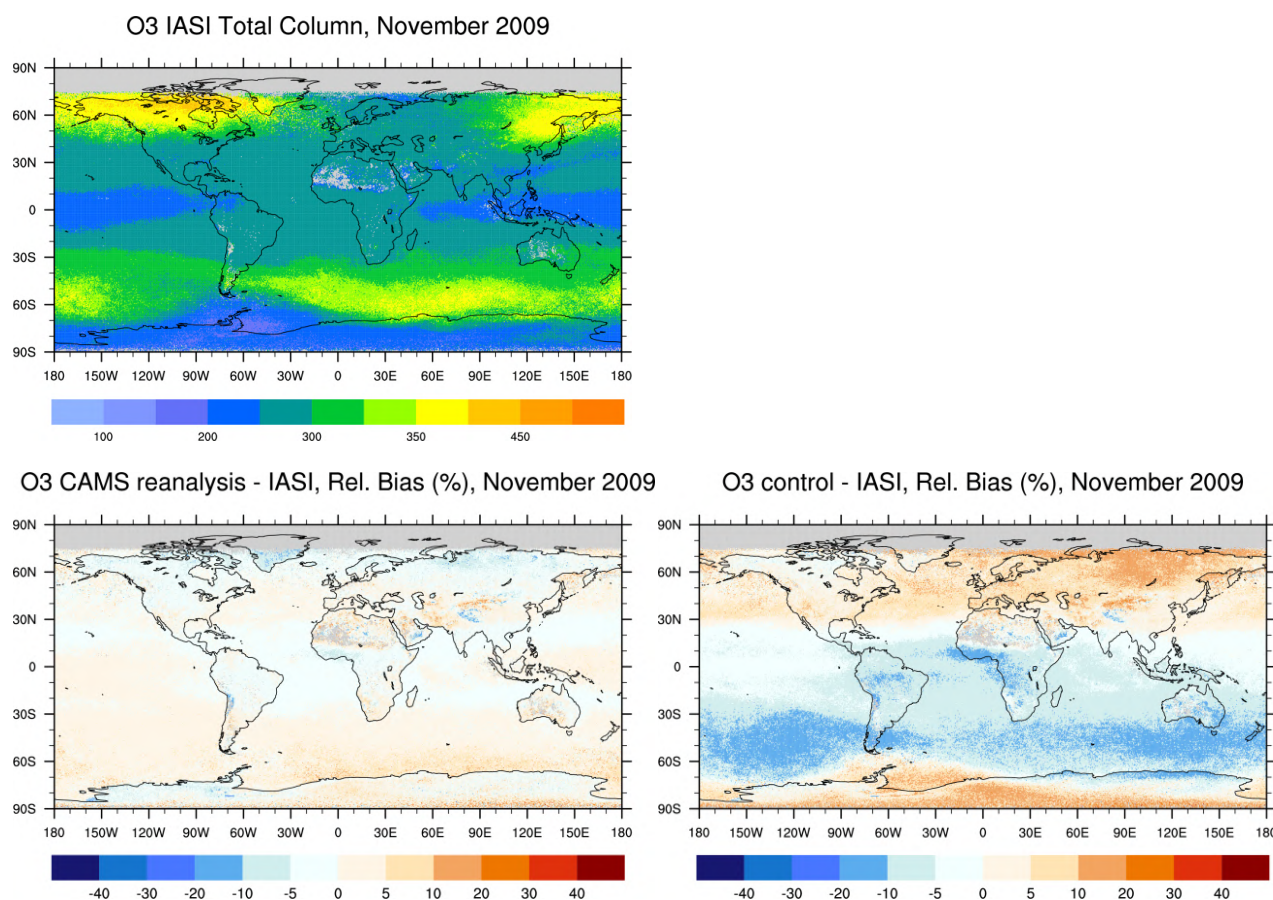 O3 IASI Total Column, November 2009
90N
60N
30N
0
30S
60S
90S
180 150W 120W 90W 60W 30W 0 30E 60E 90E 120E 150E 180
100 200 300 350 450
O3 CAMS reanalysis - IASI, Rel. Bias (%), November 2009
90N
60N
30N
0
30S
60S
90S
180 150W 120W 90W 60W 30W 0 30E 60E 90E 120E 150E 180
-40 -30 -20 -10 -5 0 5 10 20 30 40
O3 control - IASI, Rel. Bias (%), November 2009
90N
60N
30N
0
30S
60S
90S
180 150W 120W 90W 60W 30W 0 30E 60E 90E 120E 150E 180
-40 -30 -20 -10 -5 0 5 10 20 30 40